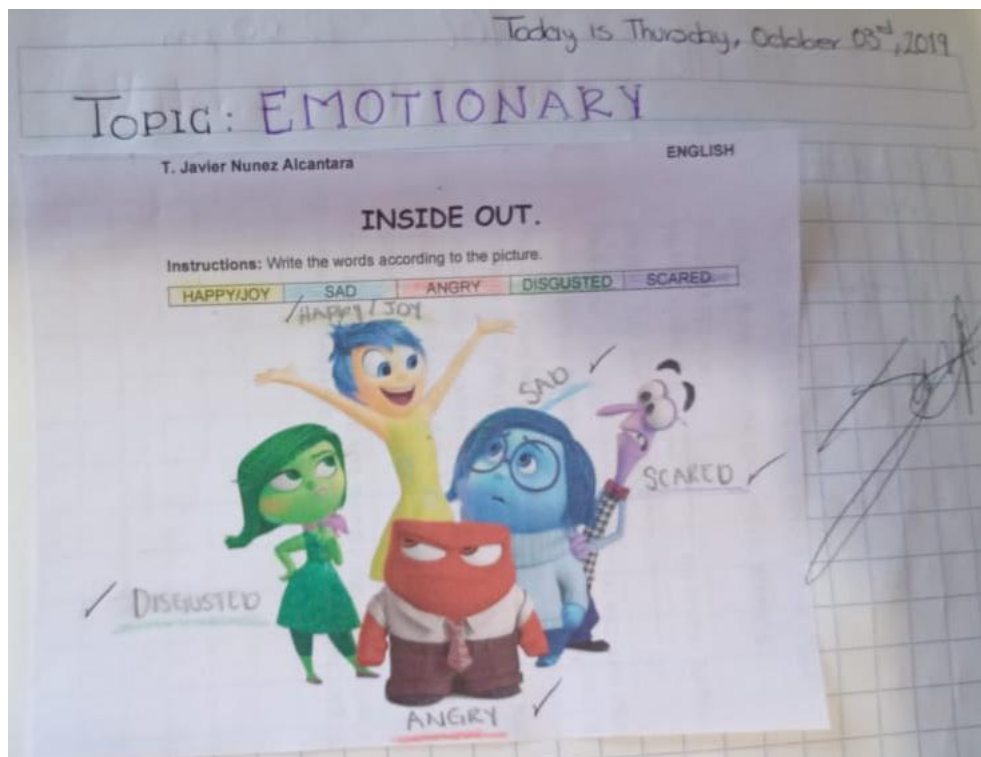 Today is Thursday, October 03rd, 2019
TOPIC: EMOTIONARY
T. Javier Nunez Alcantara
ENGLISH
INSIDE OUT.
Instructions: Write the words according to the picture.
HAPPY/JOY SAD ANGRY DISGUSTED SCARED
HAPPY/JOY
SAD
SCARED
DISGUSTED
ANGRY